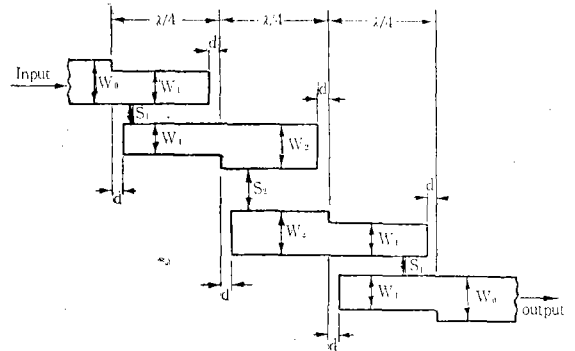 λ/4 λ/4 λ/4
d
d
Input
W₀ W₁
S₁
W₁ W₂
d
d
S₂
W₂ W₁
S₁
d
W₁ W₀
output
d